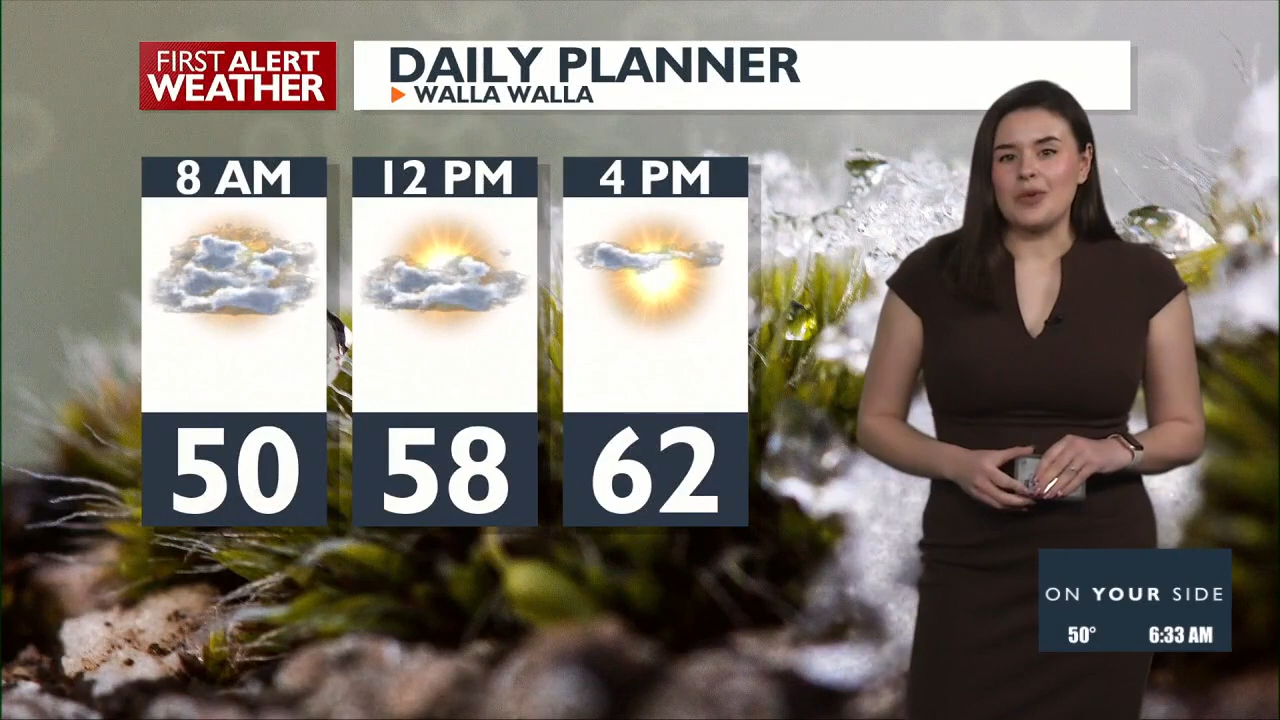 FIRST ALERT
WEATHER
DAILY PLANNER
WALLA WALLA
8 AM
12 PM
4 PM
50
58
62
ON YOUR SIDE
50° 6:33 AM